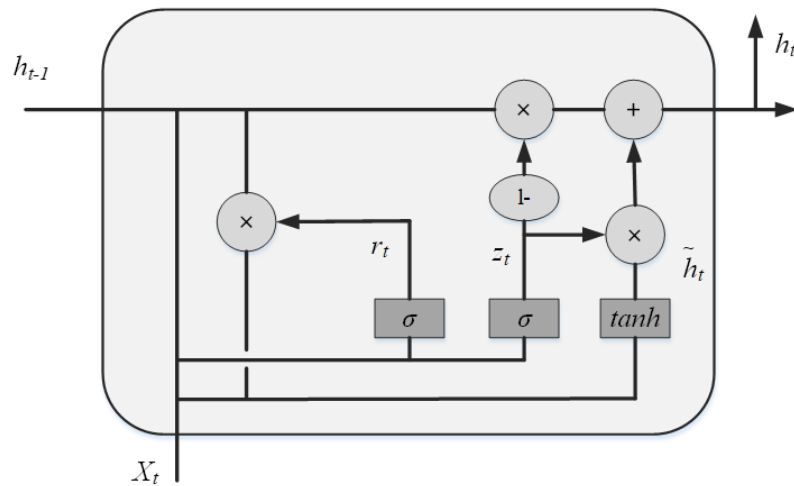 h_t
h_{t-1}
× +
1-
× r_t z_t × h̃_t
σ σ tanh
X_t